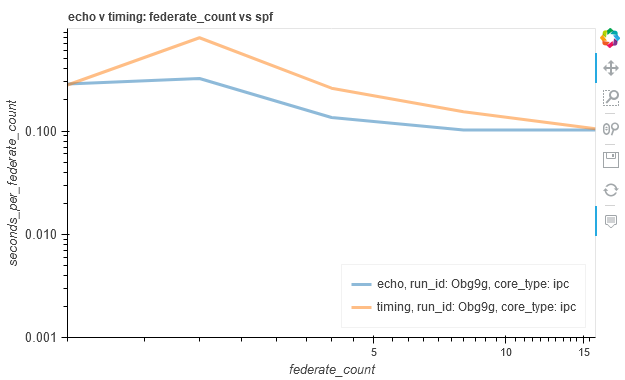 echo v timing: federate_count vs spf
seconds_per_federate_count
0.100
0.010
0.001
echo, run_id: Obg9g, core_type: ipc
timing, run_id: Obg9g, core_type: ipc
5
10
15
federate_count